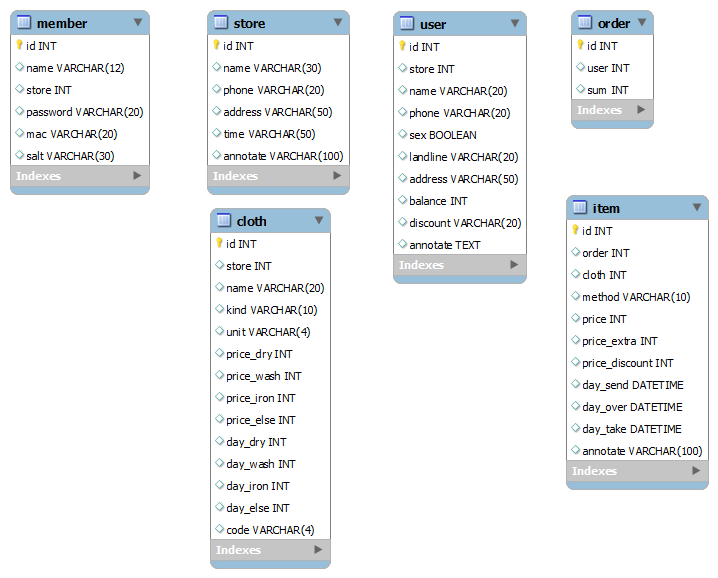 member
id INT
name VARCHAR(12)
store INT
password VARCHAR(20)
mac VARCHAR(20)
salt VARCHAR(30)
Indexes
store
id INT
name VARCHAR(30)
phone VARCHAR(20)
address VARCHAR(50)
time VARCHAR(50)
annotate VARCHAR(100)
Indexes
user
id INT
store INT
name VARCHAR(20)
phone VARCHAR(20)
sex BOOLEAN
landline VARCHAR(20)
address VARCHAR(50)
balance INT
discount VARCHAR(20)
annotate TEXT
Indexes
order
id INT
user INT
sum INT
Indexes
cloth
id INT
store INT
name VARCHAR(20)
kind VARCHAR(10)
unit VARCHAR(4)
price_dry INT
price_wash INT
price_iron INT
price_else INT
day_dry INT
day_wash INT
day_iron INT
day_else INT
code VARCHAR(4)
Indexes
item
id INT
order INT
cloth INT
method VARCHAR(10)
price INT
price_extra INT
price_discount INT
day_send DATETIME
day_over DATETIME
day_take DATETIME
annotate VARCHAR(100)
Indexes